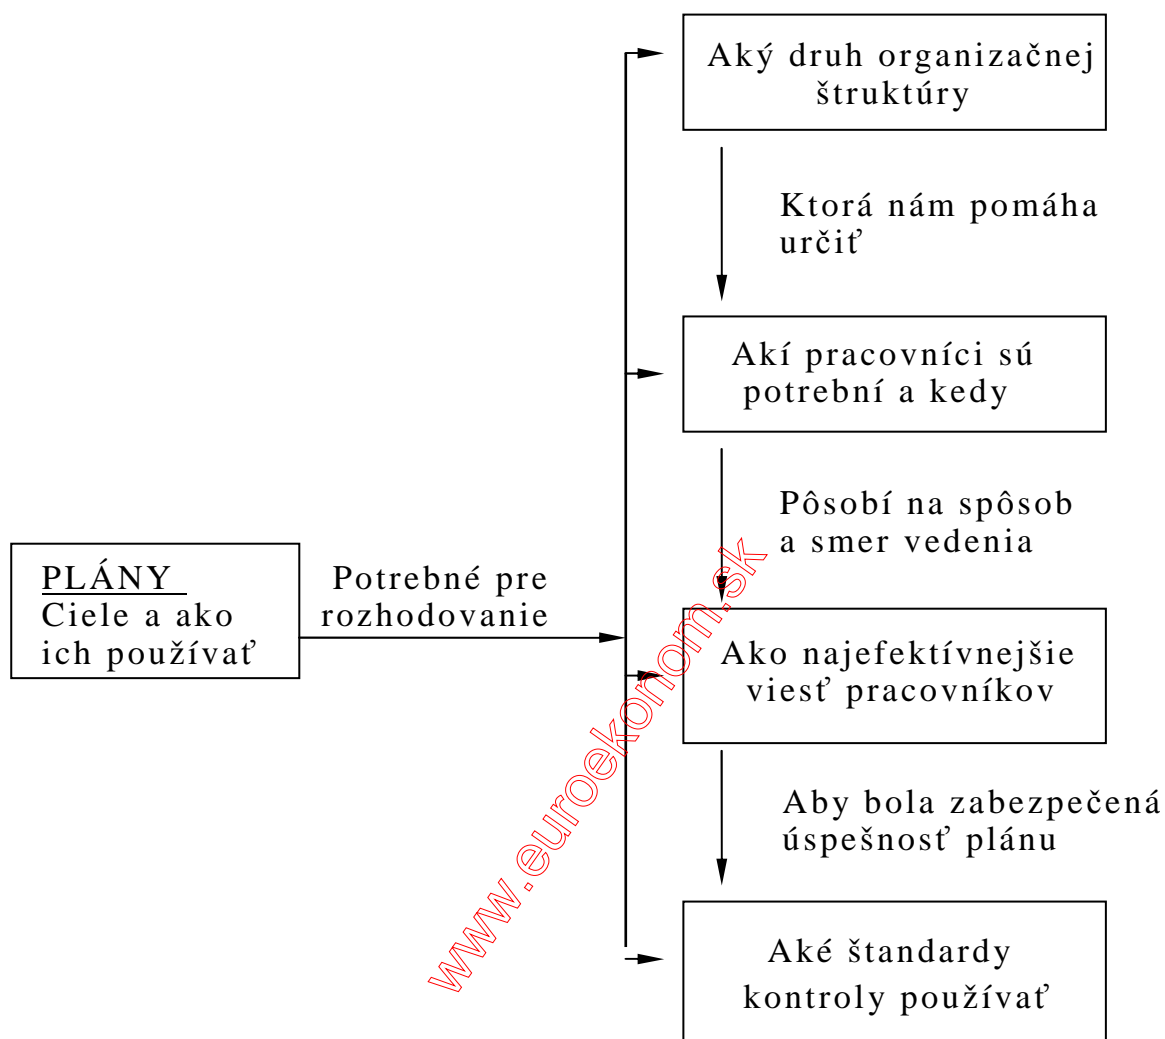 Aký druh organizačnej
štruktúry
Ktorá nám pomáha
určiť
Akí pracovníci sú
potrební a kedy
Pôsobí na spôsob
a smer vedenia
PLÁNY
Ciele a ako
ich používať
Potrebné pre
rozhodovanie
Ako najefektívnejšie
viesť pracovníkov
Aby bola zabezpečená
úspešnosť plánu
Aké štandardy
kontroly používať
www.euroekonom.sk